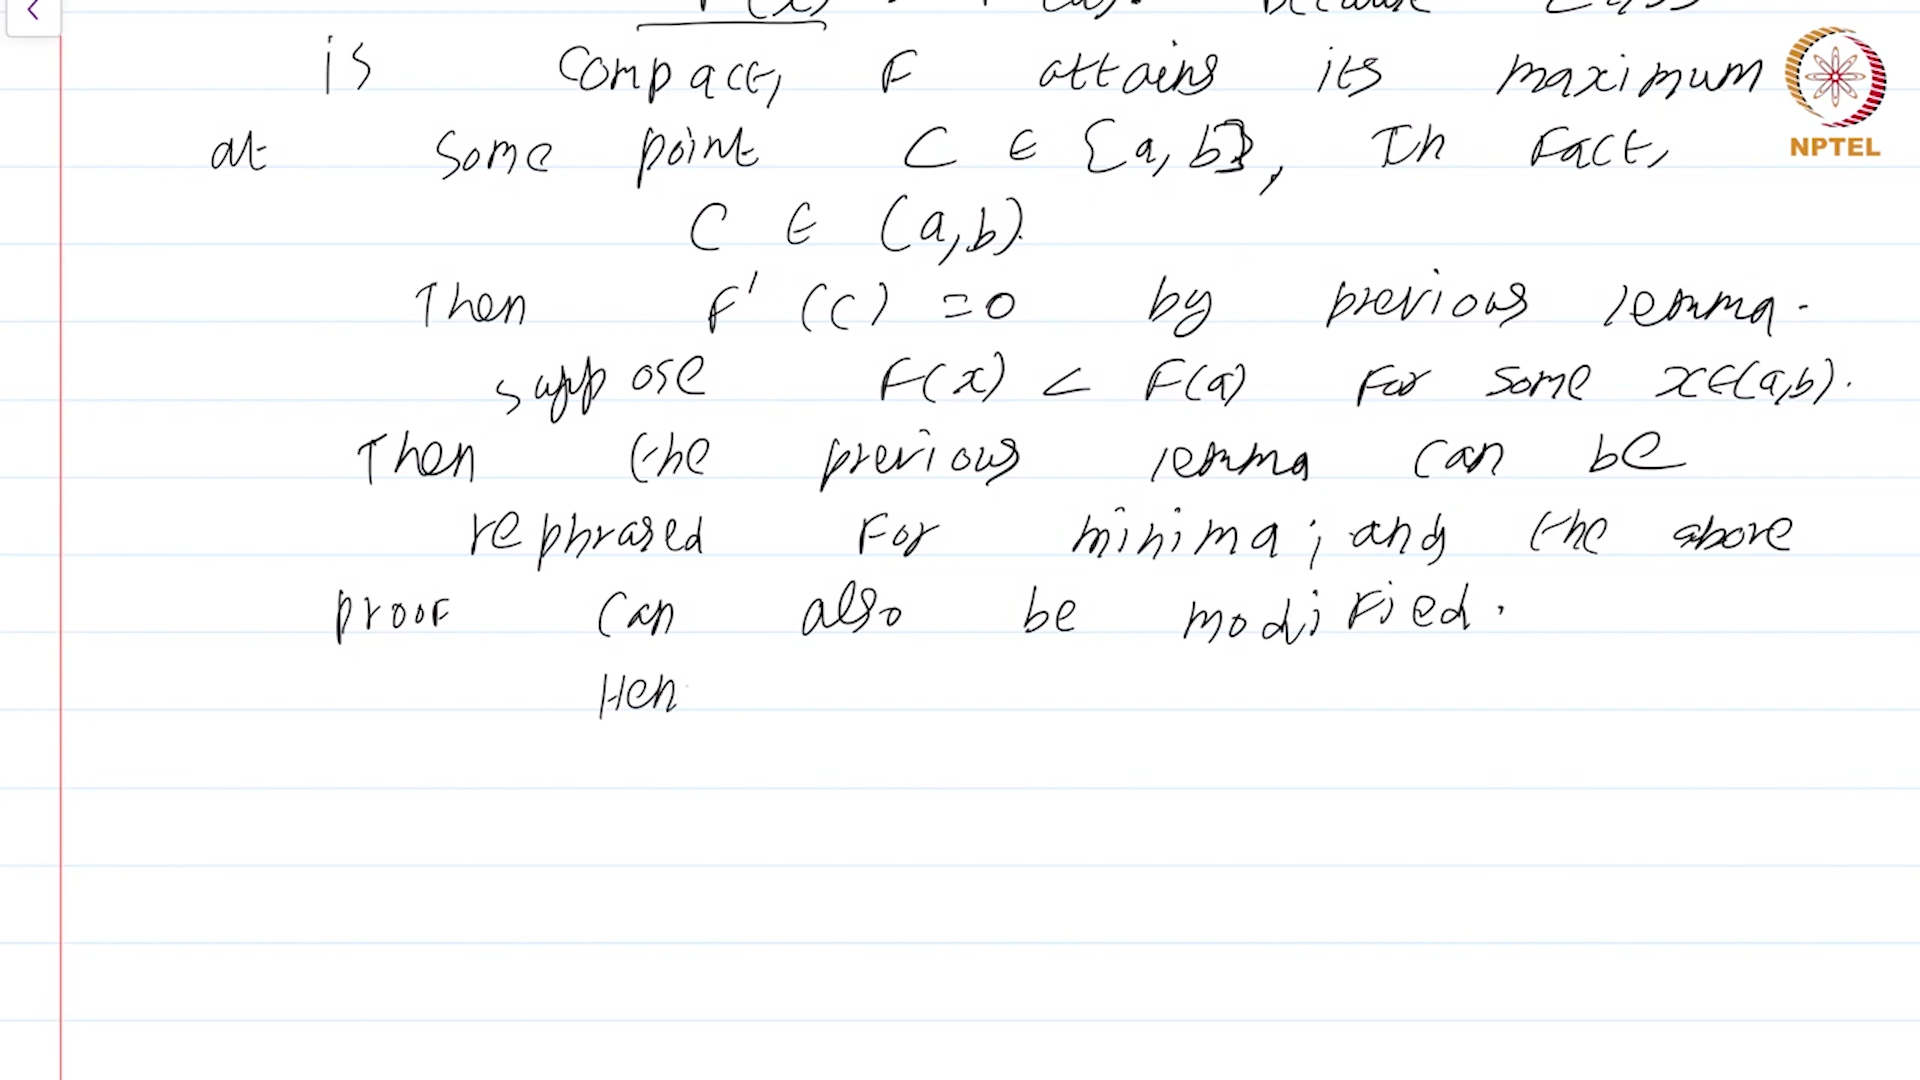 is compact, F attains its maximum
at some point C ∈ [a, b], In Fact,
C ∈ (a, b).
Then F' (c) = 0 by previous lemma.
suppose F(x) < F(a) For some x ∈ (a, b).
Then the previous lemma can be
rephrased For minima; and the above
proof can also be modified.
Hen
NPTEL